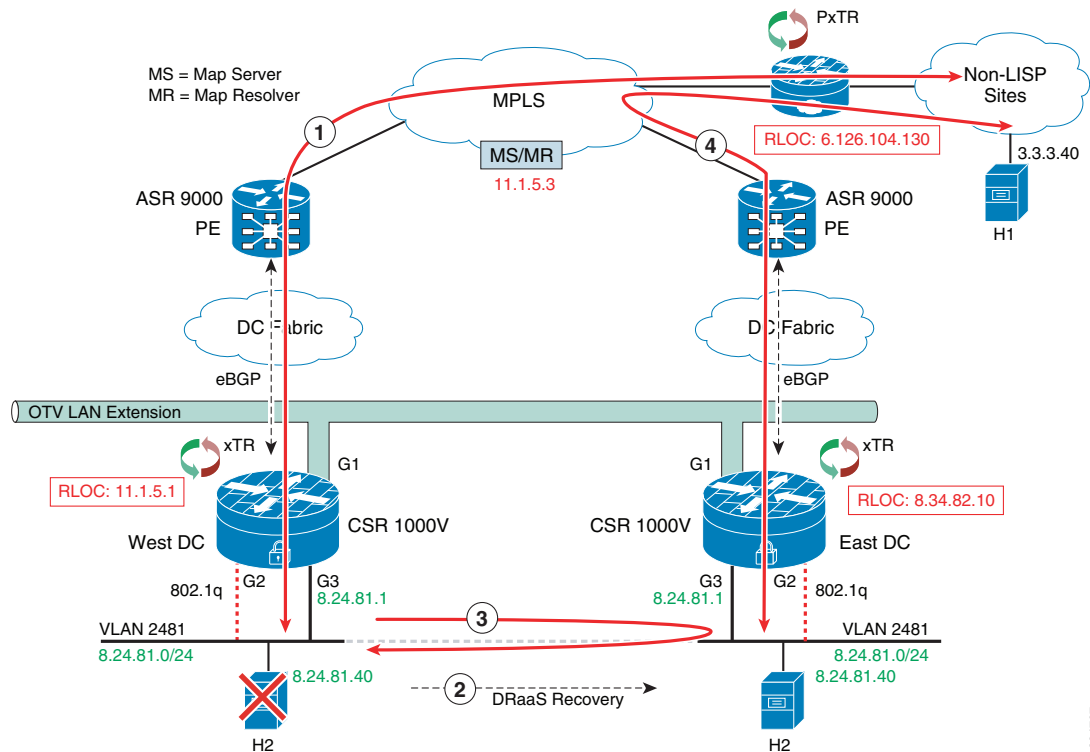 PxTR
MS = Map Server
MR = Map Resolver
MPLS
Non-LISP
Sites
1
4
RLOC: 6.126.104.130
MS/MR
11.1.5.3
3.3.3.40
ASR 9000
PE
ASR 9000
PE
H1
DC Fabric
DC Fabric
eBGP
eBGP
OTV LAN Extension
xTR
G1
G1
xTR
RLOC: 11.1.5.1
RLOC: 8.34.82.10
CSR 1000V
CSR 1000V
West DC
East DC
802.1q
G2
G3
8.24.81.1
G3
8.24.81.1
G2
802.1q
VLAN 2481
3
VLAN 2481
8.24.81.0/24
8.24.81.0/24
8.24.81.40
8.24.81.40
2
DRaaS Recovery
H2
H2